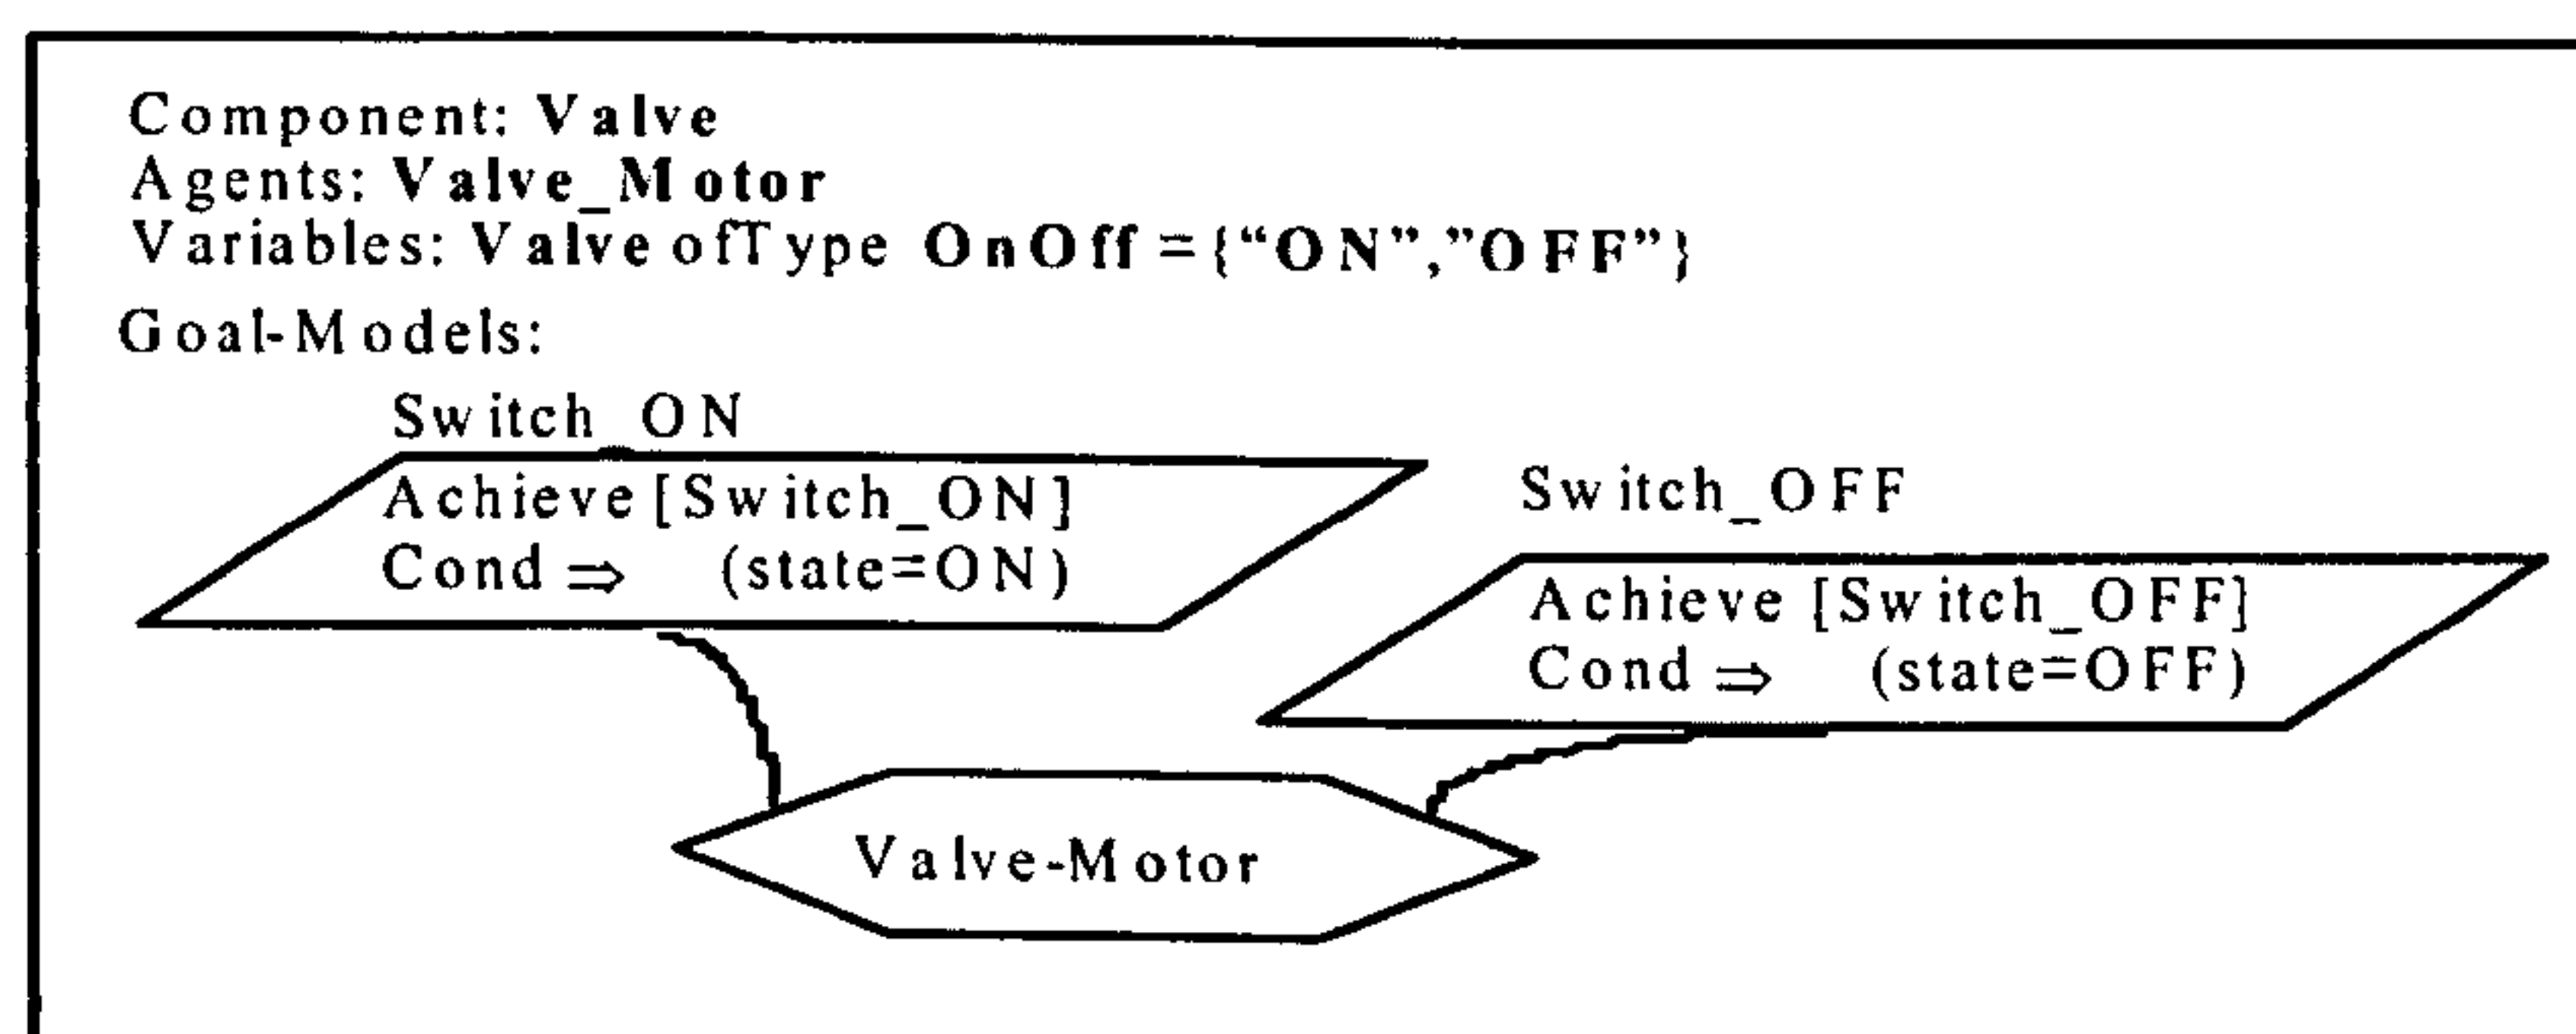 Component: Valve
Agents: Valve_Motor
Variables: Valve ofType OnOff = {“ON”,”OFF”}
Goal-Models:
Switch_ON
Achieve [Switch_ON]
Cond ⇒ (state=ON)
Switch_OFF
Achieve [Switch_OFF]
Cond ⇒ (state=OFF)
Valve-Motor